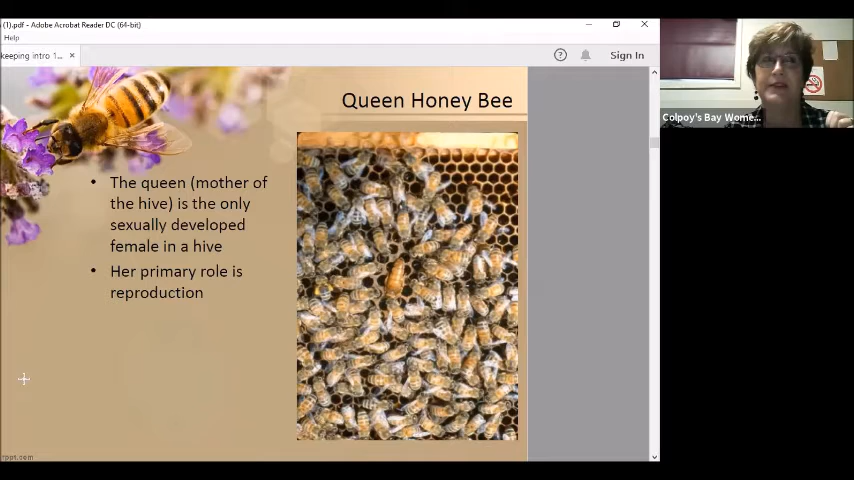 (1).pdf - Adobe Acrobat Reader DC (64-bit)
Help
keeping intro 1... ×
Sign In
Queen Honey Bee
• The queen (mother of
the hive) is the only
sexually developed
female in a hive
• Her primary role is
reproduction
Colpoy's Bay Wome...
rppt.com